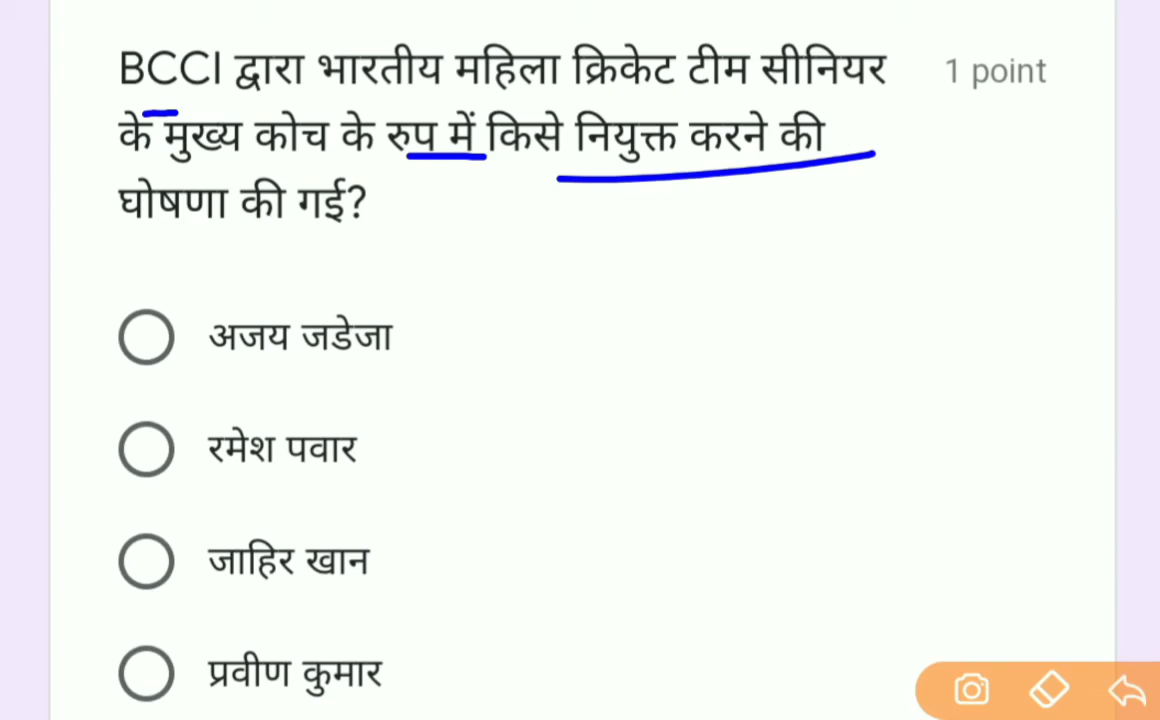 BCCI द्वारा भारतीय महिला क्रिकेट टीम सीनियर 1 point
के मुख्य कोच के रुप में किसे नियुक्त करने की
घोषणा की गई?
अजय जडेजा
रमेश पवार
जाहिर खान
प्रवीण कुमार